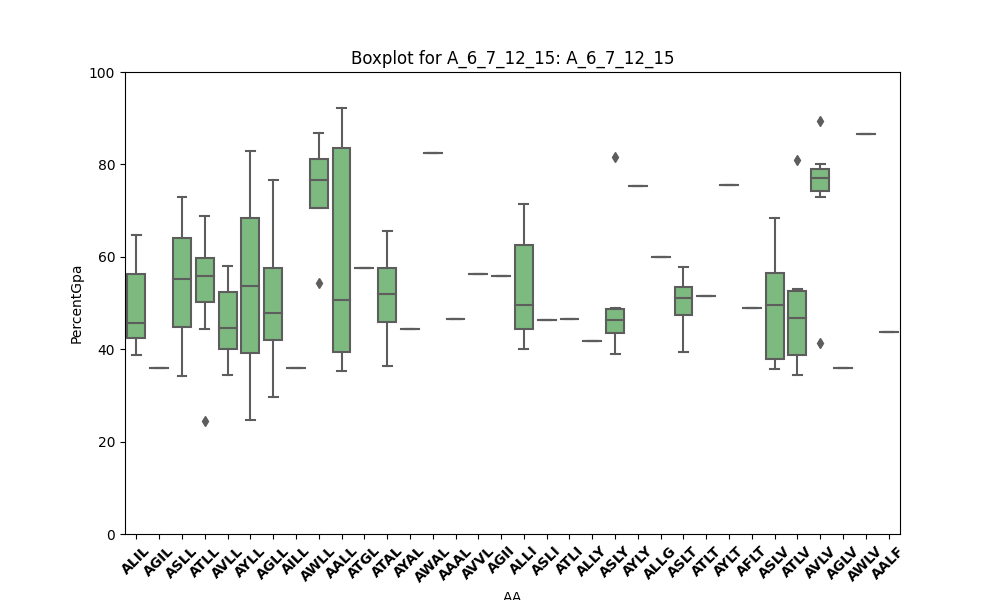 Boxplot for A_6_7_12_15: A_6_7_12_15
PercentGpa
100
80
60
40
20
0
ALIL AGIL ASLL ATLL AVLL AYLL AGLL AILL AWLL AALL ATGL ATAL AYAL AWAL AAAL AVVL AGII ALLI ASLI ATLI ALLY ASLY AYLY ALLG ASLT ATLT AYLT AFLT ASLV ATLV AVLV AGLV AWLV AALF
AA